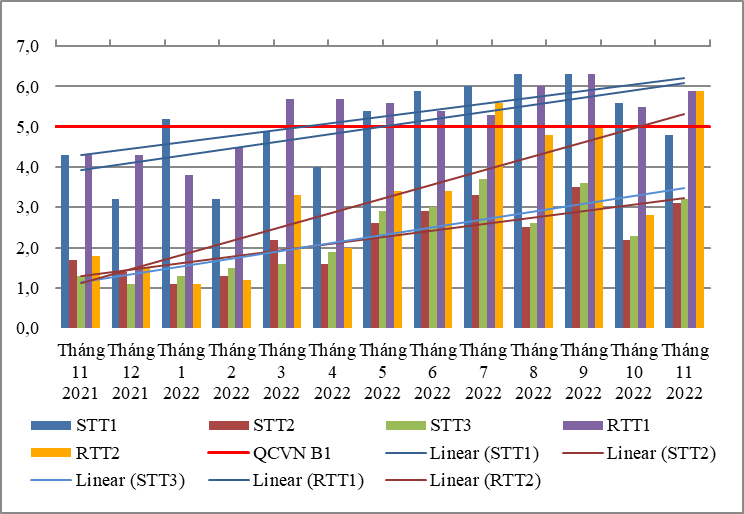 7,0
6,0
5,0
4,0
3,0
2,0
1,0
0,0
Tháng Tháng Tháng Tháng Tháng Tháng Tháng Tháng Tháng Tháng Tháng Tháng Tháng
11 12 1 2 3 4 5 6 7 8 9 10 11
2021 2021 2022 2022 2022 2022 2022 2022 2022 2022 2022 2022 2022
STT1 STT2 STT3 RTT1
RTT2 QCVN B1 Linear (STT1) Linear (STT2)
Linear (STT3) Linear (RTT1) Linear (RTT2)